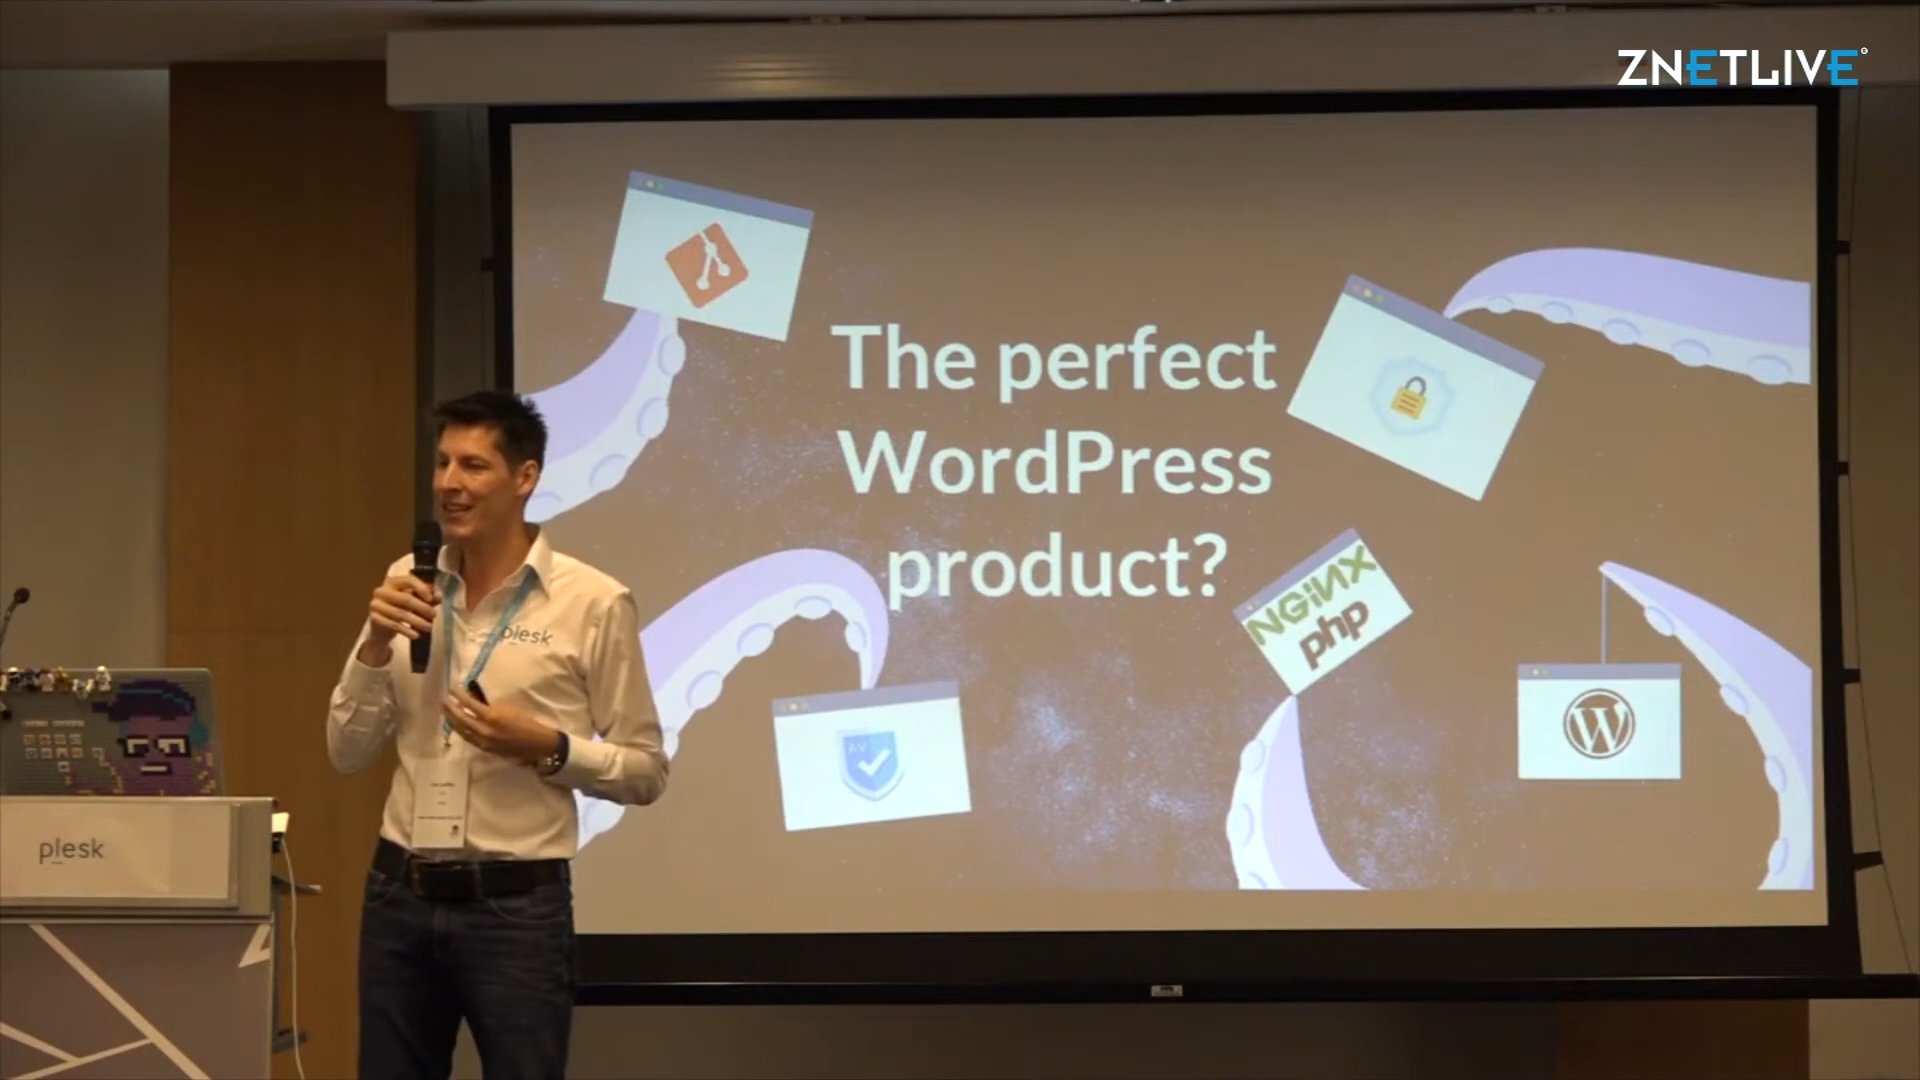 ZNETLIVE
The perfect
WordPress
product?
NGiNX
php
W
AV
plesk
plesk